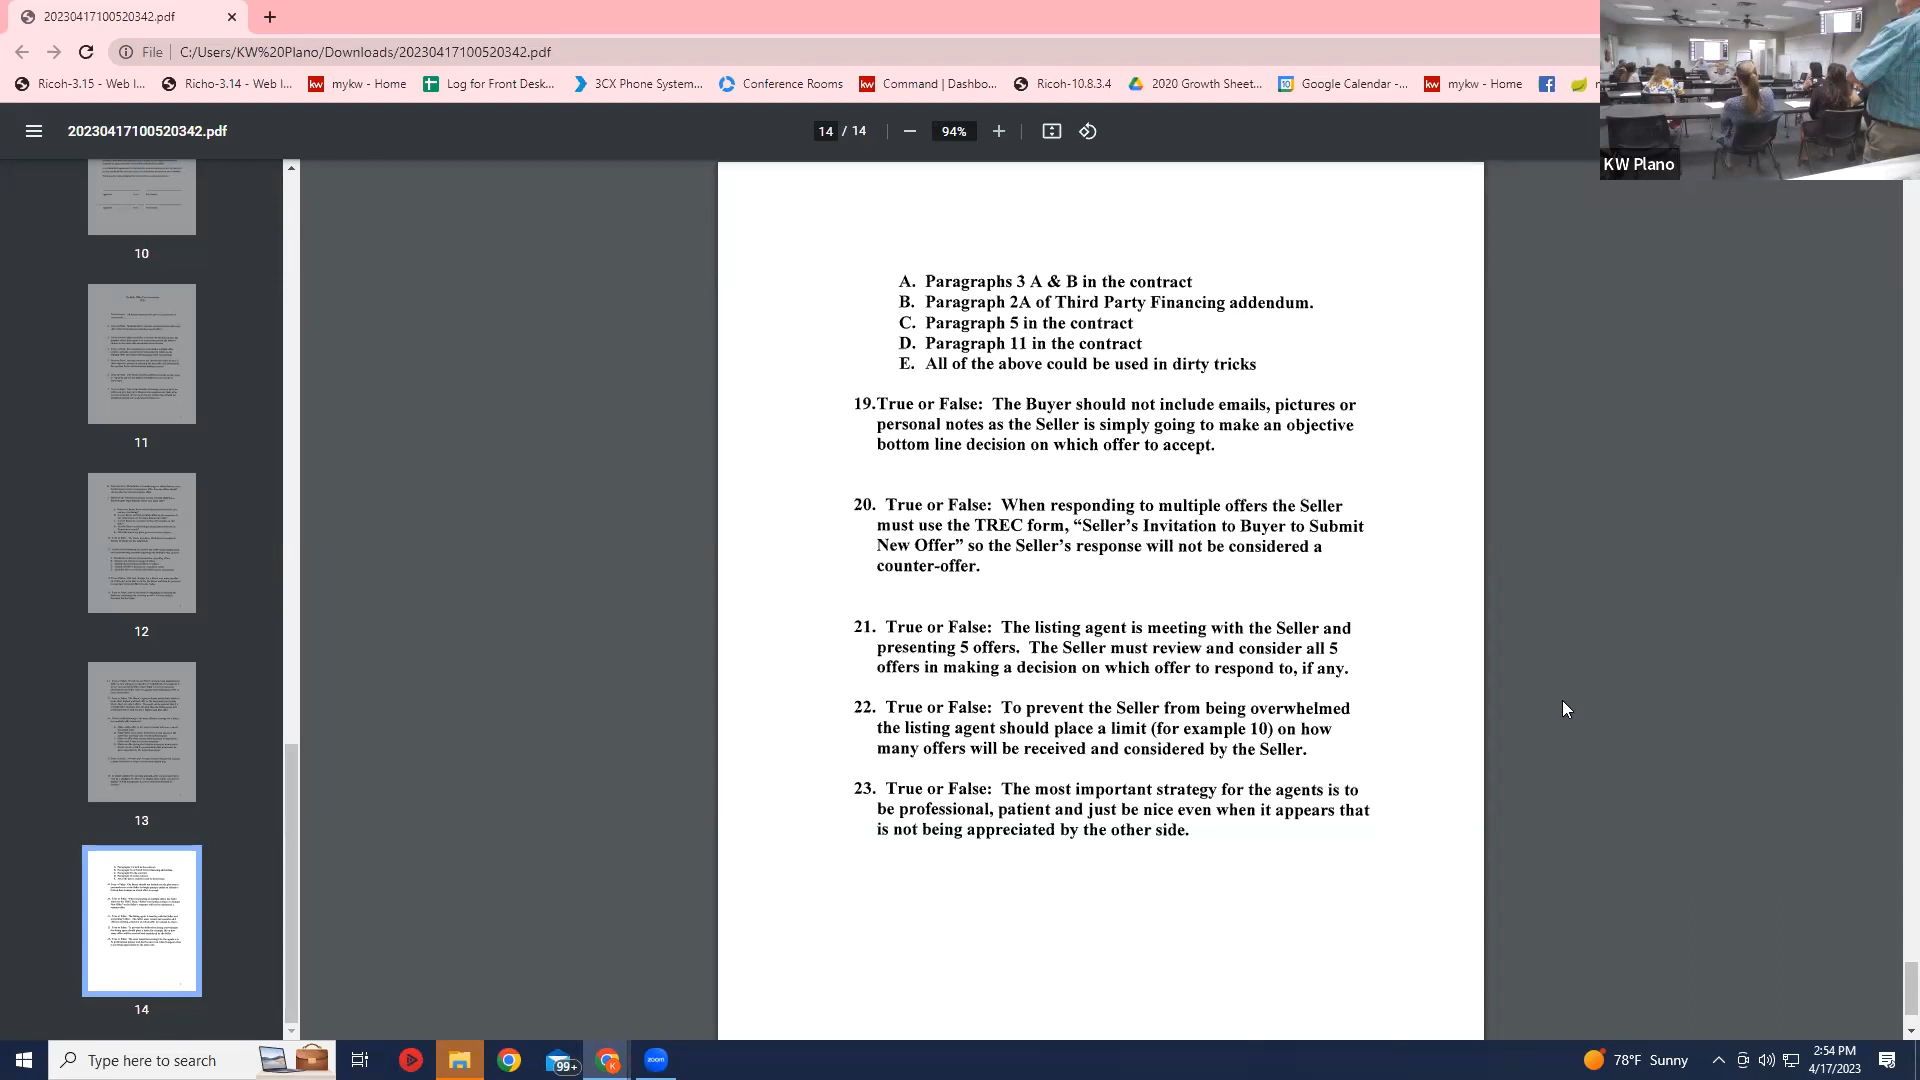 20230417100520342.pdf
File C:/Users/KW%20Plano/Downloads/20230417100520342.pdf
Ricoh-3.15 - Web I... Richo-3.14 - Web I... kw mykw - Home Log for Front Desk... 3CX Phone System... Conference Rooms kw Command | Dashbo... Ricoh-10.8.3.4 2020 Growth Sheet... Google Calendar -... kw mykw - Home
20230417100520342.pdf 14 / 14 94%
KW Plano
10
11
12
13
14
A. Paragraphs 3 A & B in the contract
B. Paragraph 2A of Third Party Financing addendum.
C. Paragraph 5 in the contract
D. Paragraph 11 in the contract
E. All of the above could be used in dirty tricks
19.True or False: The Buyer should not include emails, pictures or
personal notes as the Seller is simply going to make an objective
bottom line decision on which offer to accept.
20. True or False: When responding to multiple offers the Seller
must use the TREC form, “Seller’s Invitation to Buyer to Submit
New Offer” so the Seller’s response will not be considered a
counter-offer.
21. True or False: The listing agent is meeting with the Seller and
presenting 5 offers. The Seller must review and consider all 5
offers in making a decision on which offer to respond to, if any.
22. True or False: To prevent the Seller from being overwhelmed
the listing agent should place a limit (for example 10) on how
many offers will be received and considered by the Seller.
23. True or False: The most important strategy for the agents is to
be professional, patient and just be nice even when it appears that
is not being appreciated by the other side.
Type here to search
99+
zoom
78°F Sunny
2:54 PM
4/17/2023